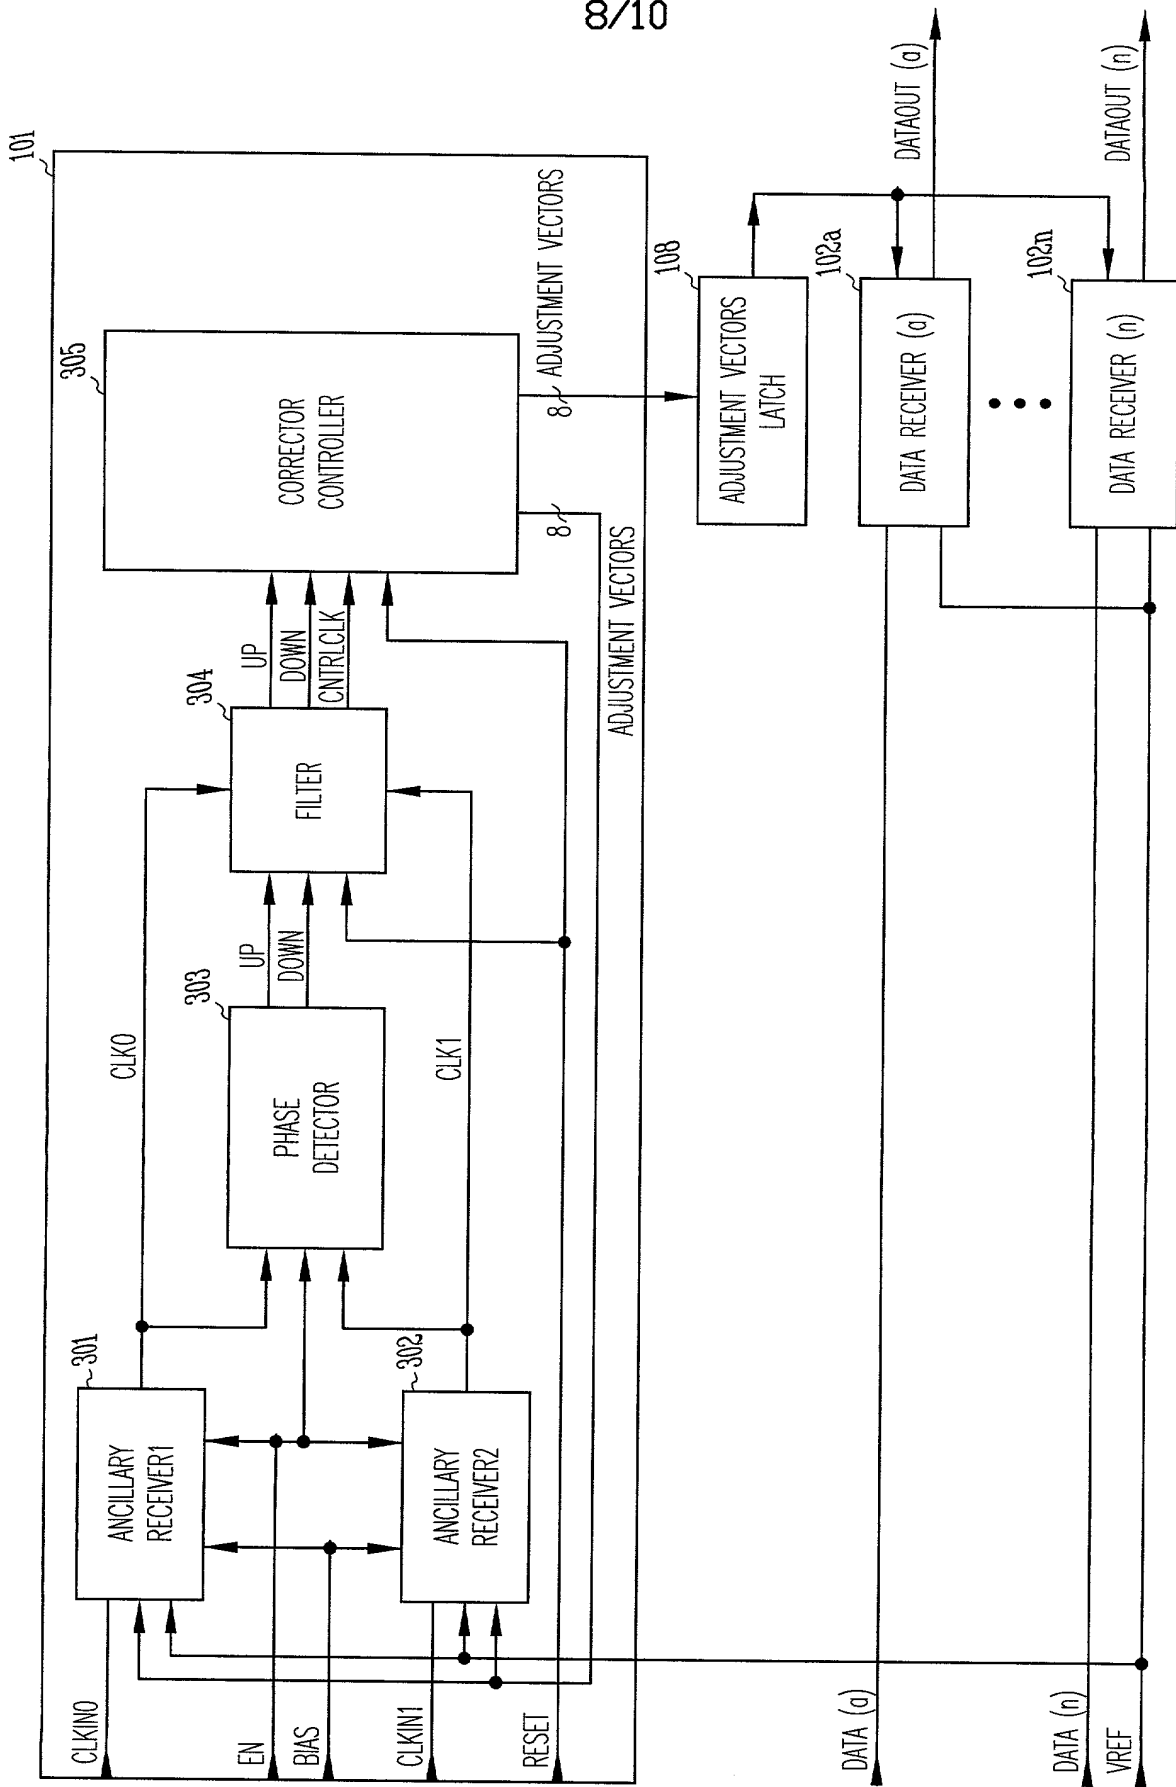 8/10
101
CLKIN0
EN
BIAS
CLKIN1
RESET
301
ANCILLARY
RECEIVER1
302
ANCILLARY
RECEIVER2
CLK0
CLK1
303
PHASE
DETECTOR
UP
DOWN
304
FILTER
UP
DOWN
CNTRLCLK
305
CORRECTOR
CONTROLLER
8
8
ADJUSTMENT VECTORS
ADJUSTMENT VECTORS
108
ADJUSTMENT VECTORS
LATCH
DATA (a)
102a
DATA RECEIVER (a)
DATAOUT (a)
DATA (n)
VREF
102n
DATA RECEIVER (n)
DATAOUT (n)